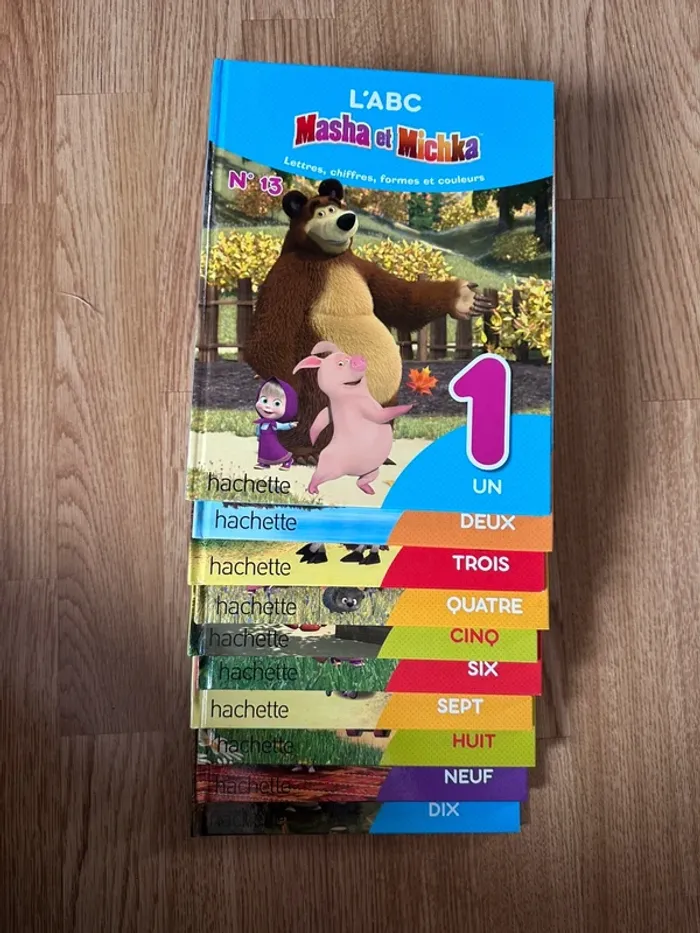 L'ABC
Masha et Michka™
Lettres, chiffres, formes et couleurs
N° 13
1
hachette UN
hachette DEUX
hachette TROIS
hachette QUATRE
hachette CINQ
hachette SIX
hachette SEPT
hachette HUIT
hachette NEUF
DIX